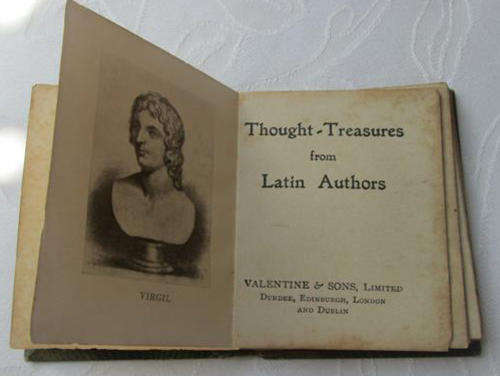 VIRGIL
Thought-Treasures
from
Latin Authors
VALENTINE & SONS, LIMITED
DUNDEE, EDINBURGH, LONDON
AND DUBLIN